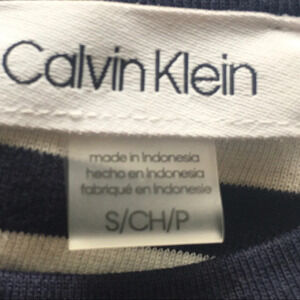 Calvin Klein
made in Indonesia
hecho en Indonesia
fabriqué en Indonesie
S/CH/P